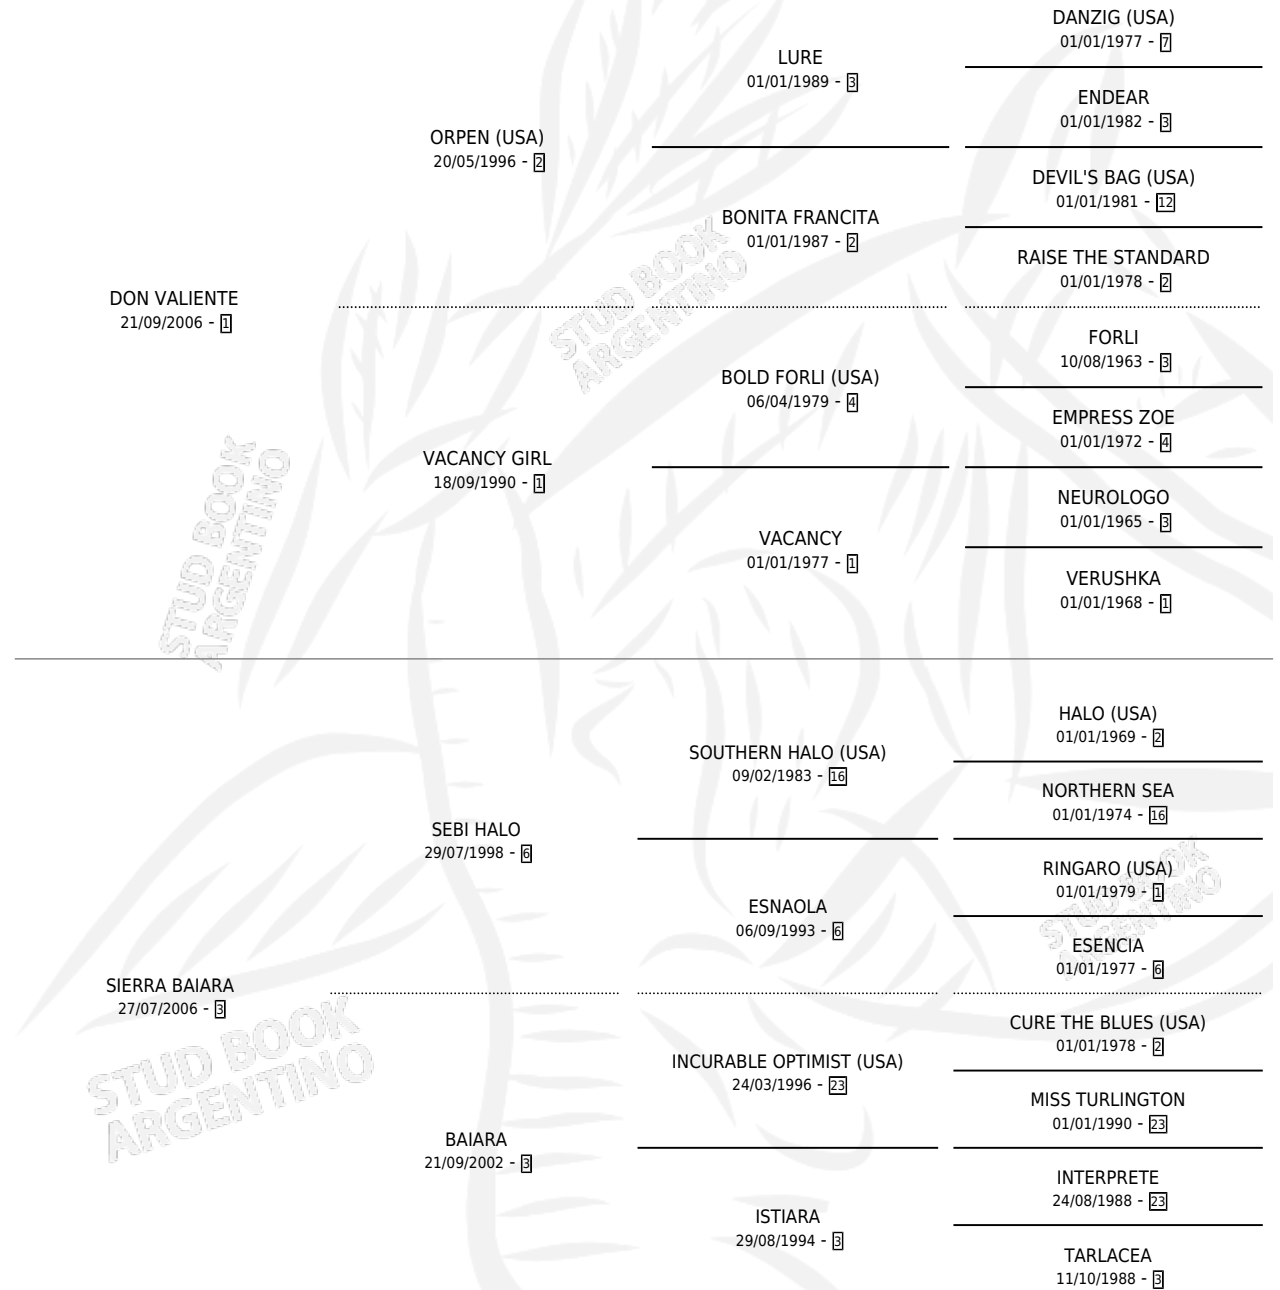 DANZIG (USA)
01/01/1977 - 7
LURE
01/01/1989 - 3
ENDEAR
01/01/1982 - 3
ORPEN (USA)
20/05/1996 - 2
DEVIL'S BAG (USA)
01/01/1981 - 12
BONITA FRANCITA
01/01/1987 - 2
RAISE THE STANDARD
01/01/1978 - 2
DON VALIENTE
21/09/2006 - 1
FORLI
10/08/1963 - 3
BOLD FORLI (USA)
06/04/1979 - 4
EMPRESS ZOE
01/01/1972 - 4
VACANCY GIRL
18/09/1990 - 1
NEUROLOGO
01/01/1965 - 3
VACANCY
01/01/1977 - 1
VERUSHKA
01/01/1968 - 1
HALO (USA)
01/01/1969 - 2
SOUTHERN HALO (USA)
09/02/1983 - 16
NORTHERN SEA
01/01/1974 - 16
SEBI HALO
29/07/1998 - 6
RINGARO (USA)
01/01/1979 - 1
ESNAOLA
06/09/1993 - 6
ESENCIA
01/01/1977 - 6
SIERRA BAIARA
27/07/2006 - 3
CURE THE BLUES (USA)
01/01/1978 - 2
INCURABLE OPTIMIST (USA)
24/03/1996 - 23
MISS TURLINGTON
01/01/1990 - 23
BAIARA
21/09/2002 - 3
INTERPRETE
24/08/1988 - 23
ISTIARA
29/08/1994 - 3
TARLACEA
11/10/1988 - 3
STUD BOOK
ARGENTINO
STUD BOOK
ARGENTINO
STUD BOOK
ARGENTINO
STUD BOOK
ARGENTINO